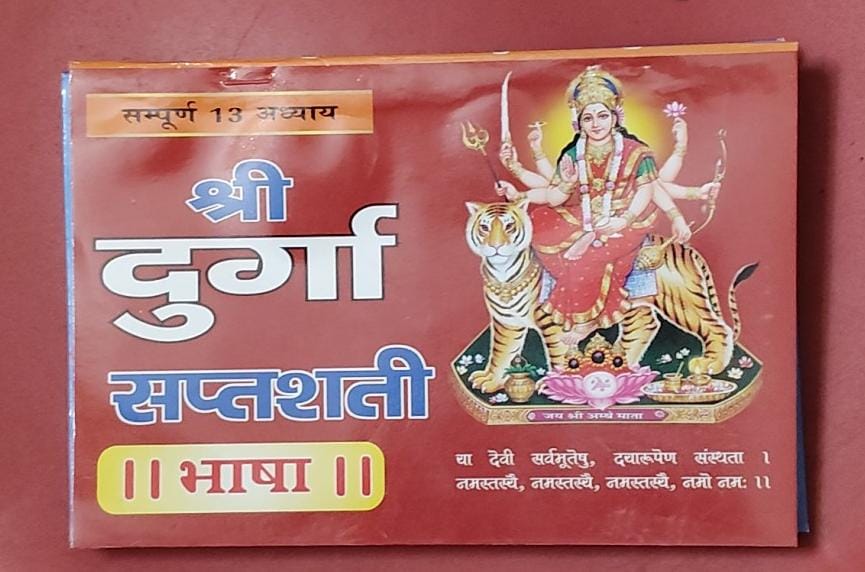 सम्पूर्ण 13 अध्याय
श्री
दुर्गा
सप्तशती
|| भाषा ||
जय श्री अम्बे माता
या देवी सर्वभूतेषु, दयारूपेण संस्थता ।
नमस्तस्यै, नमस्तस्यै, नमस्तस्यै, नमो नमः ।।